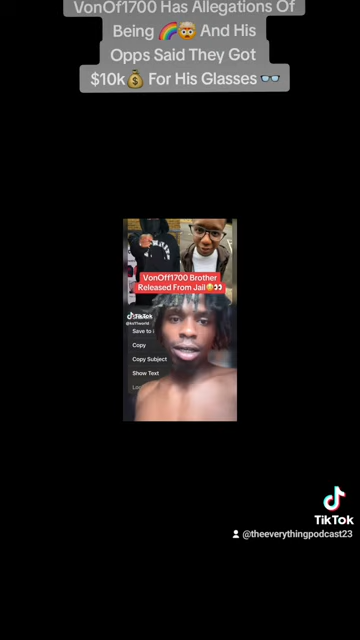 VonOf1700 Has Allegations Of
Being 🌈🤯 And His
Opps Said They Got
$10k💰 For His Glasses👓
VonOff1700 Brother
Released From Jail
TikTok
@koffiworld
Save to
Copy
Copy Subject
Show Text
TikTok
@theeverythingpodcast23